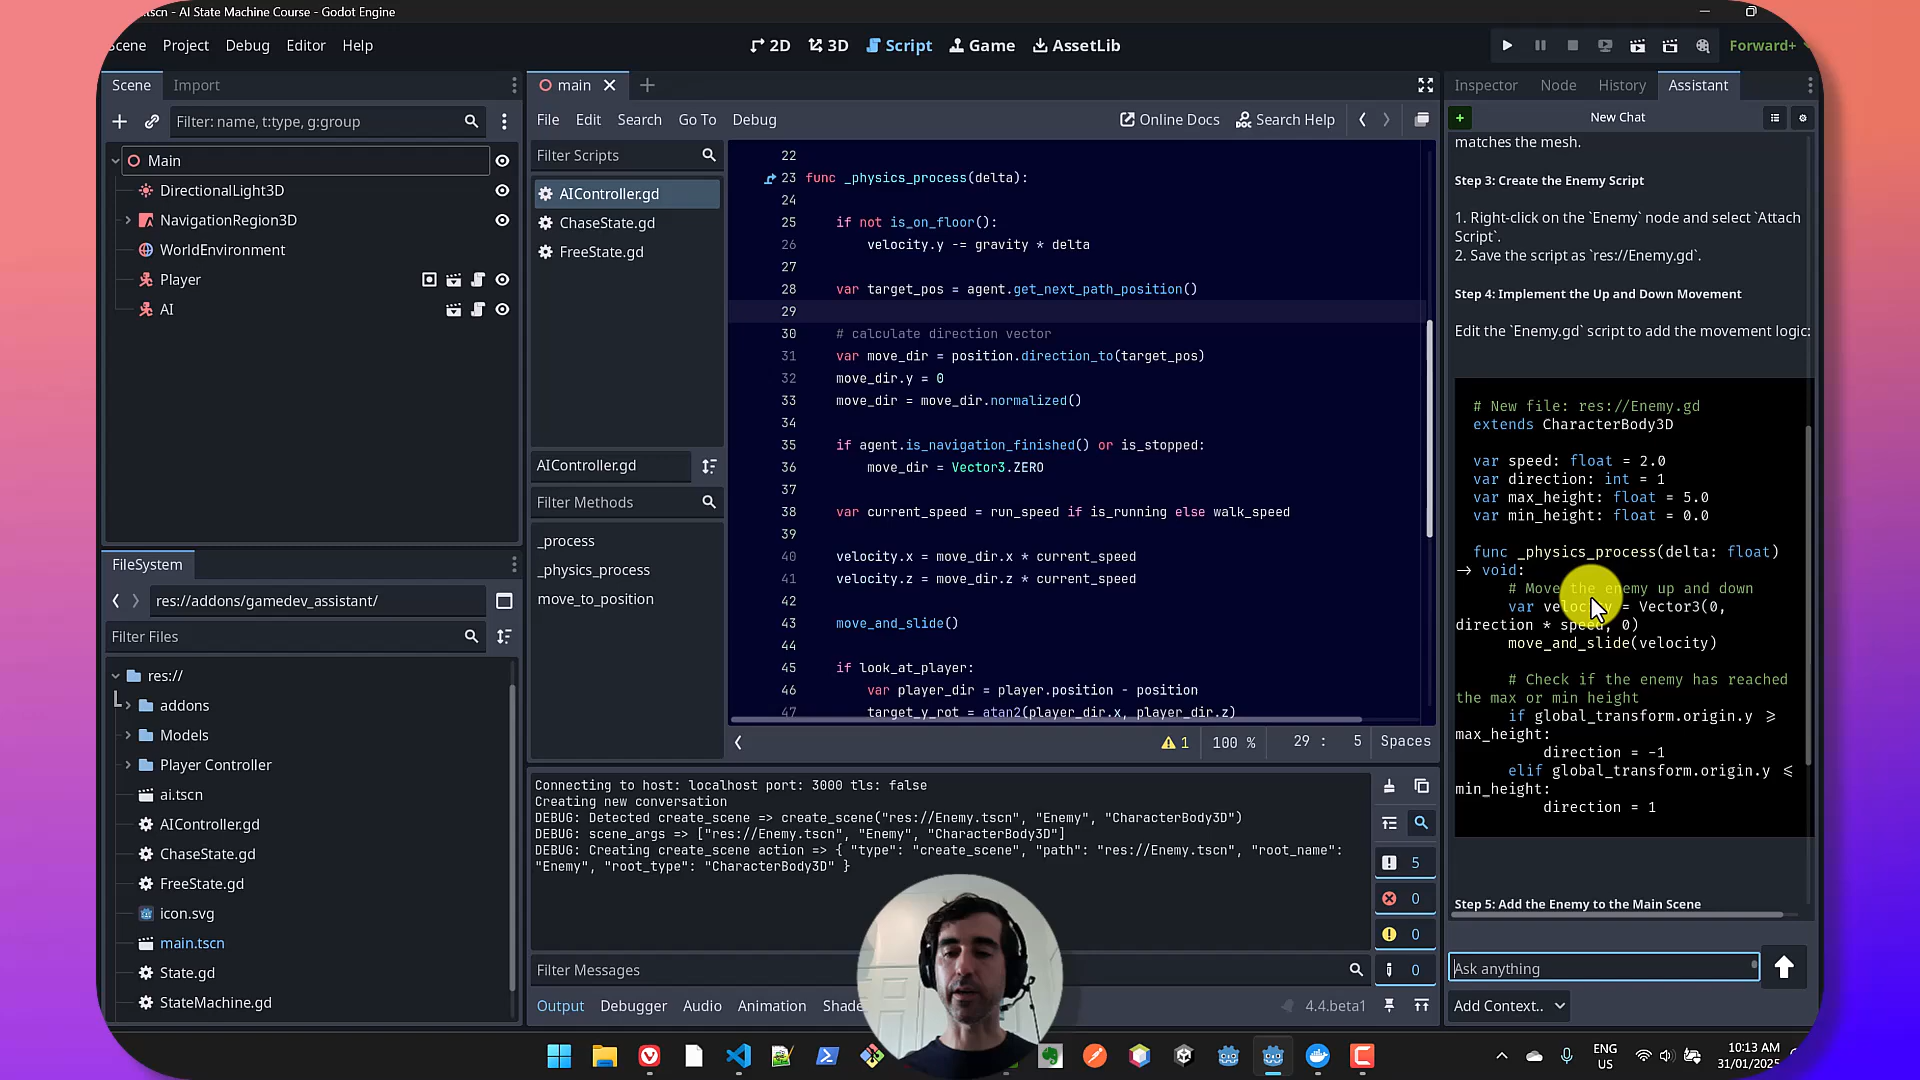 .tscn - AI State Machine Course - Godot Engine
Scene Project Debug Editor Help
2D 3D Script Game AssetLib
Forward+
Scene Import
Filter: name, t:type, g:group
Main
DirectionalLight3D
NavigationRegion3D
WorldEnvironment
Player
AI
FileSystem
res://addons/gamedev_assistant/
Filter Files
res://
addons
Models
Player Controller
ai.tscn
AIController.gd
ChaseState.gd
FreeState.gd
icon.svg
main.tscn
State.gd
StateMachine.gd
main
File Edit Search Go To Debug
Online Docs Search Help
Filter Scripts
AIController.gd
ChaseState.gd
FreeState.gd
AIController.gd
Filter Methods
_process
_physics_process
move_to_position
22
23 func _physics_process(delta):
24
25 if not is_on_floor():
26 velocity.y -= gravity * delta
27
28 var target_pos = agent.get_next_path_position()
29
30 # calculate direction vector
31 var move_dir = position.direction_to(target_pos)
32 move_dir.y = 0
33 move_dir = move_dir.normalized()
34
35 if agent.is_navigation_finished() or is_stopped:
36 move_dir = Vector3.ZERO
37
38 var current_speed = run_speed if is_running else walk_speed
39
40 velocity.x = move_dir.x * current_speed
41 velocity.z = move_dir.z * current_speed
42
43 move_and_slide()
44
45 if look_at_player:
46 var player_dir = player.position - position
47 target_y_rot = atan2(player_dir.x, player_dir.z)
1 100 % 29 : 5 Spaces
Connecting to host: localhost port: 3000 tls: false
Creating new conversation
DEBUG: Detected create_scene => create_scene("res://Enemy.tscn", "Enemy", "CharacterBody3D")
DEBUG: scene_args => ["res://Enemy.tscn", "Enemy", "CharacterBody3D"]
DEBUG: Creating create_scene action => { "type": "create_scene", "path": "res://Enemy.tscn", "root_name":
"Enemy", "root_type": "CharacterBody3D" }
5
0
0
0
Filter Messages
Output Debugger Audio Animation Shade
4.4.beta1
Inspector Node History Assistant
New Chat
matches the mesh.
Step 3: Create the Enemy Script
1. Right-click on the `Enemy` node and select `Attach
Script`.
2. Save the script as `res://Enemy.gd`.
Step 4: Implement the Up and Down Movement
Edit the `Enemy.gd` script to add the movement logic:
# New file: res://Enemy.gd
extends CharacterBody3D
var speed: float = 2.0
var direction: int = 1
var max_height: float = 5.0
var min_height: float = 0.0
func _physics_process(delta: float)
-> void:
# Move the enemy up and down
var velocity = Vector3(0,
direction * speed, 0)
move_and_slide(velocity)
# Check if the enemy has reached
the max or min height
if global_transform.origin.y >=
max_height:
direction = -1
elif global_transform.origin.y <=
min_height:
direction = 1
Step 5: Add the Enemy to the Main Scene
Ask anything
Add Context..
ENG
US
10:13 AM
31/01/2025